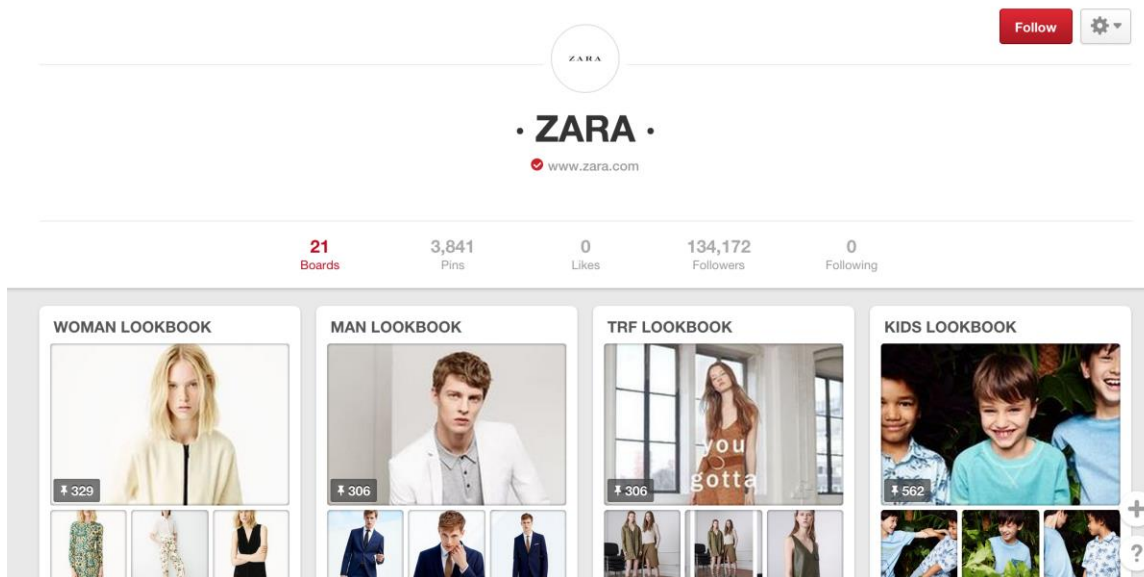 Follow
ZARA
· ZARA ·
www.zara.com
21 3,841 0 134,172 0
Boards Pins Likes Followers Following
WOMAN LOOKBOOK MAN LOOKBOOK TRF LOOKBOOK KIDS LOOKBOOK
you
gotta
329 306 306 562
+
?